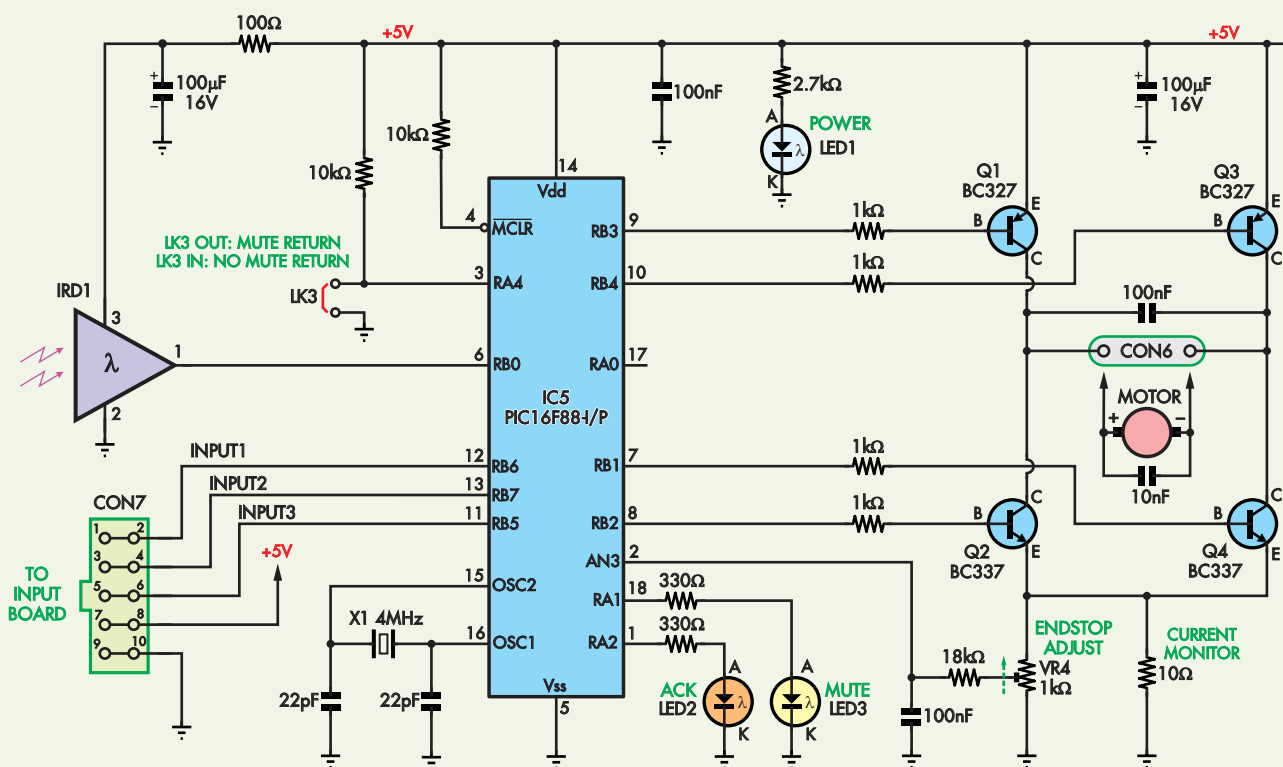 100Ω
+5V
+5V
+
100µF
16V
–
10kΩ
10kΩ
100nF
2.7kΩ
A
POWER
λ
LED1
K
+
100µF
16V
–
14
Vdd
4
MCLR
LK3 OUT: MUTE RETURN
LK3 IN: NO MUTE RETURN
3
RA4
LK3
IRD1
3
λ
1
2
6
RB0
IC5
PIC16F88-I/P
RB3
9
1kΩ
RB4
10
1kΩ
RA0
17
Q1
BC327
B
E
C
Q3
BC327
B
E
C
100nF
CON6
MOTOR
+
–
10nF
INPUT1
12
RB6
INPUT2
13
RB7
INPUT3
11
RB5
CON7
1
2
3
4
5
6
7
8
9
10
TO
INPUT
BOARD
+5V
RB1
7
1kΩ
RB2
8
1kΩ
B
C
E
Q2
BC337
B
C
E
Q4
BC337
AN3
2
RA1
18
330Ω
RA2
1
330Ω
15
OSC2
X1 4MHz
16
OSC1
22pF
22pF
Vss
5
A
ACK
LED2
λ
K
A
MUTE
LED3
λ
K
18kΩ
100nF
ENDSTOP
ADJUST
VR4
1kΩ
CURRENT
MONITOR
10Ω